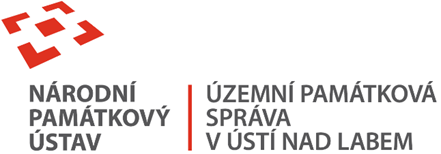 NÁRODNÍ
PAMÁTKOVÝ
ÚSTAV
ÚZEMNÍ PAMÁTKOVÁ
SPRÁVA
V ÚSTÍ NAD LABEM